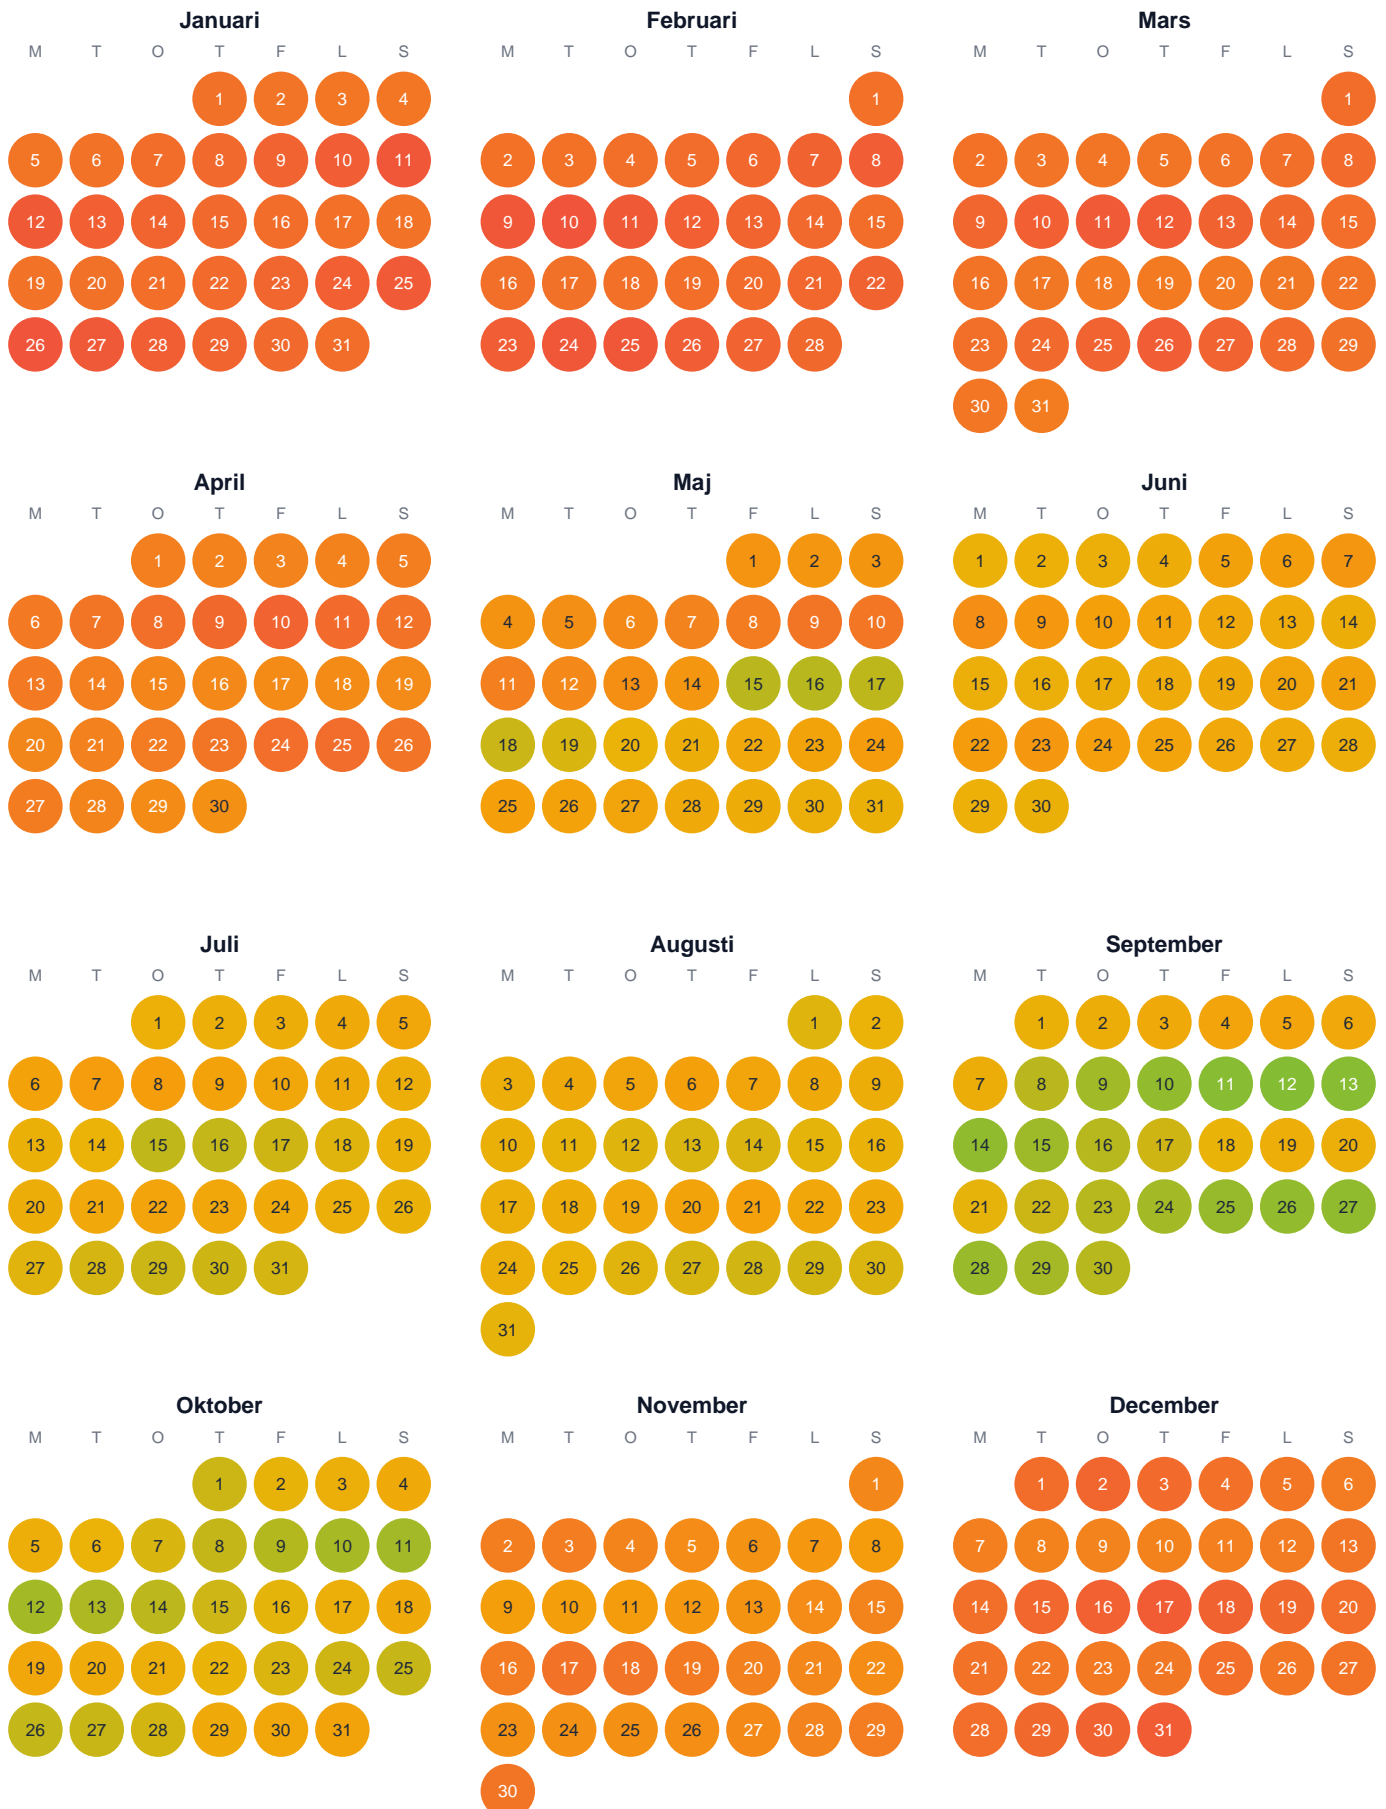 Januari
M T O T F L S
1 2 3 4
5 6 7 8 9 10 11
12 13 14 15 16 17 18
19 20 21 22 23 24 25
26 27 28 29 30 31
Februari
M T O T F L S
1
2 3 4 5 6 7 8
9 10 11 12 13 14 15
16 17 18 19 20 21 22
23 24 25 26 27 28
Mars
M T O T F L S
1
2 3 4 5 6 7 8
9 10 11 12 13 14 15
16 17 18 19 20 21 22
23 24 25 26 27 28 29
30 31
April
M T O T F L S
1 2 3 4 5
6 7 8 9 10 11 12
13 14 15 16 17 18 19
20 21 22 23 24 25 26
27 28 29 30
Maj
M T O T F L S
1 2 3
4 5 6 7 8 9 10
11 12 13 14 15 16 17
18 19 20 21 22 23 24
25 26 27 28 29 30 31
Juni
M T O T F L S
1 2 3 4 5 6 7
8 9 10 11 12 13 14
15 16 17 18 19 20 21
22 23 24 25 26 27 28
29 30
Juli
M T O T F L S
1 2 3 4 5
6 7 8 9 10 11 12
13 14 15 16 17 18 19
20 21 22 23 24 25 26
27 28 29 30 31
Augusti
M T O T F L S
1 2
3 4 5 6 7 8 9
10 11 12 13 14 15 16
17 18 19 20 21 22 23
24 25 26 27 28 29 30
31
September
M T O T F L S
1 2 3 4 5 6
7 8 9 10 11 12 13
14 15 16 17 18 19 20
21 22 23 24 25 26 27
28 29 30
Oktober
M T O T F L S
1 2 3 4
5 6 7 8 9 10 11
12 13 14 15 16 17 18
19 20 21 22 23 24 25
26 27 28 29 30 31
November
M T O T F L S
1
2 3 4 5 6 7 8
9 10 11 12 13 14 15
16 17 18 19 20 21 22
23 24 25 26 27 28 29
30
December
M T O T F L S
1 2 3 4 5 6
7 8 9 10 11 12 13
14 15 16 17 18 19 20
21 22 23 24 25 26 27
28 29 30 31